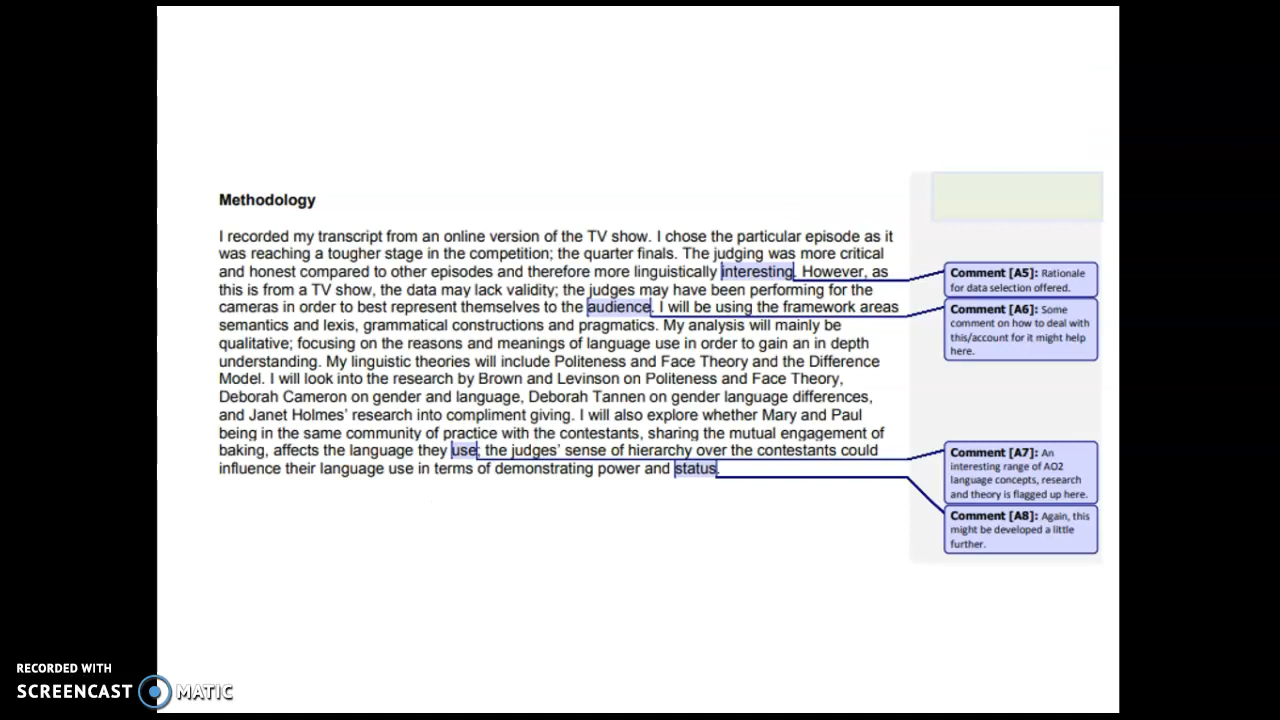 Methodology
I recorded my transcript from an online version of the TV show. I chose the particular episode as it
was reaching a tougher stage in the competition; the quarter finals. The judging was more critical
and honest compared to other episodes and therefore more linguistically interesting. However, as
this is from a TV show, the data may lack validity; the judges may have been performing for the
cameras in order to best represent themselves to the audience. I will be using the framework areas
semantics and lexis, grammatical constructions and pragmatics. My analysis will mainly be
qualitative; focusing on the reasons and meanings of language use in order to gain an in depth
understanding. My linguistic theories will include Politeness and Face Theory and the Difference
Model. I will look into the research by Brown and Levinson on Politeness and Face Theory,
Deborah Cameron on gender and language, Deborah Tannen on gender language differences,
and Janet Holmes' research into compliment giving. I will also explore whether Mary and Paul
being in the same community of practice with the contestants, sharing the mutual engagement of
baking, affects the language they use; the judges' sense of hierarchy over the contestants could
influence their language use in terms of demonstrating power and status.
Comment [A5]: Rationale
for data selection offered.
Comment [A6]: Some
comment on how to deal with
this/account for it might help
here.
Comment [A7]: An
interesting range of AO2
language concepts, research
and theory is flagged up here.
Comment [A8]: Again, this
might be developed a little
further.
RECORDED WITH
SCREENCAST MATIC